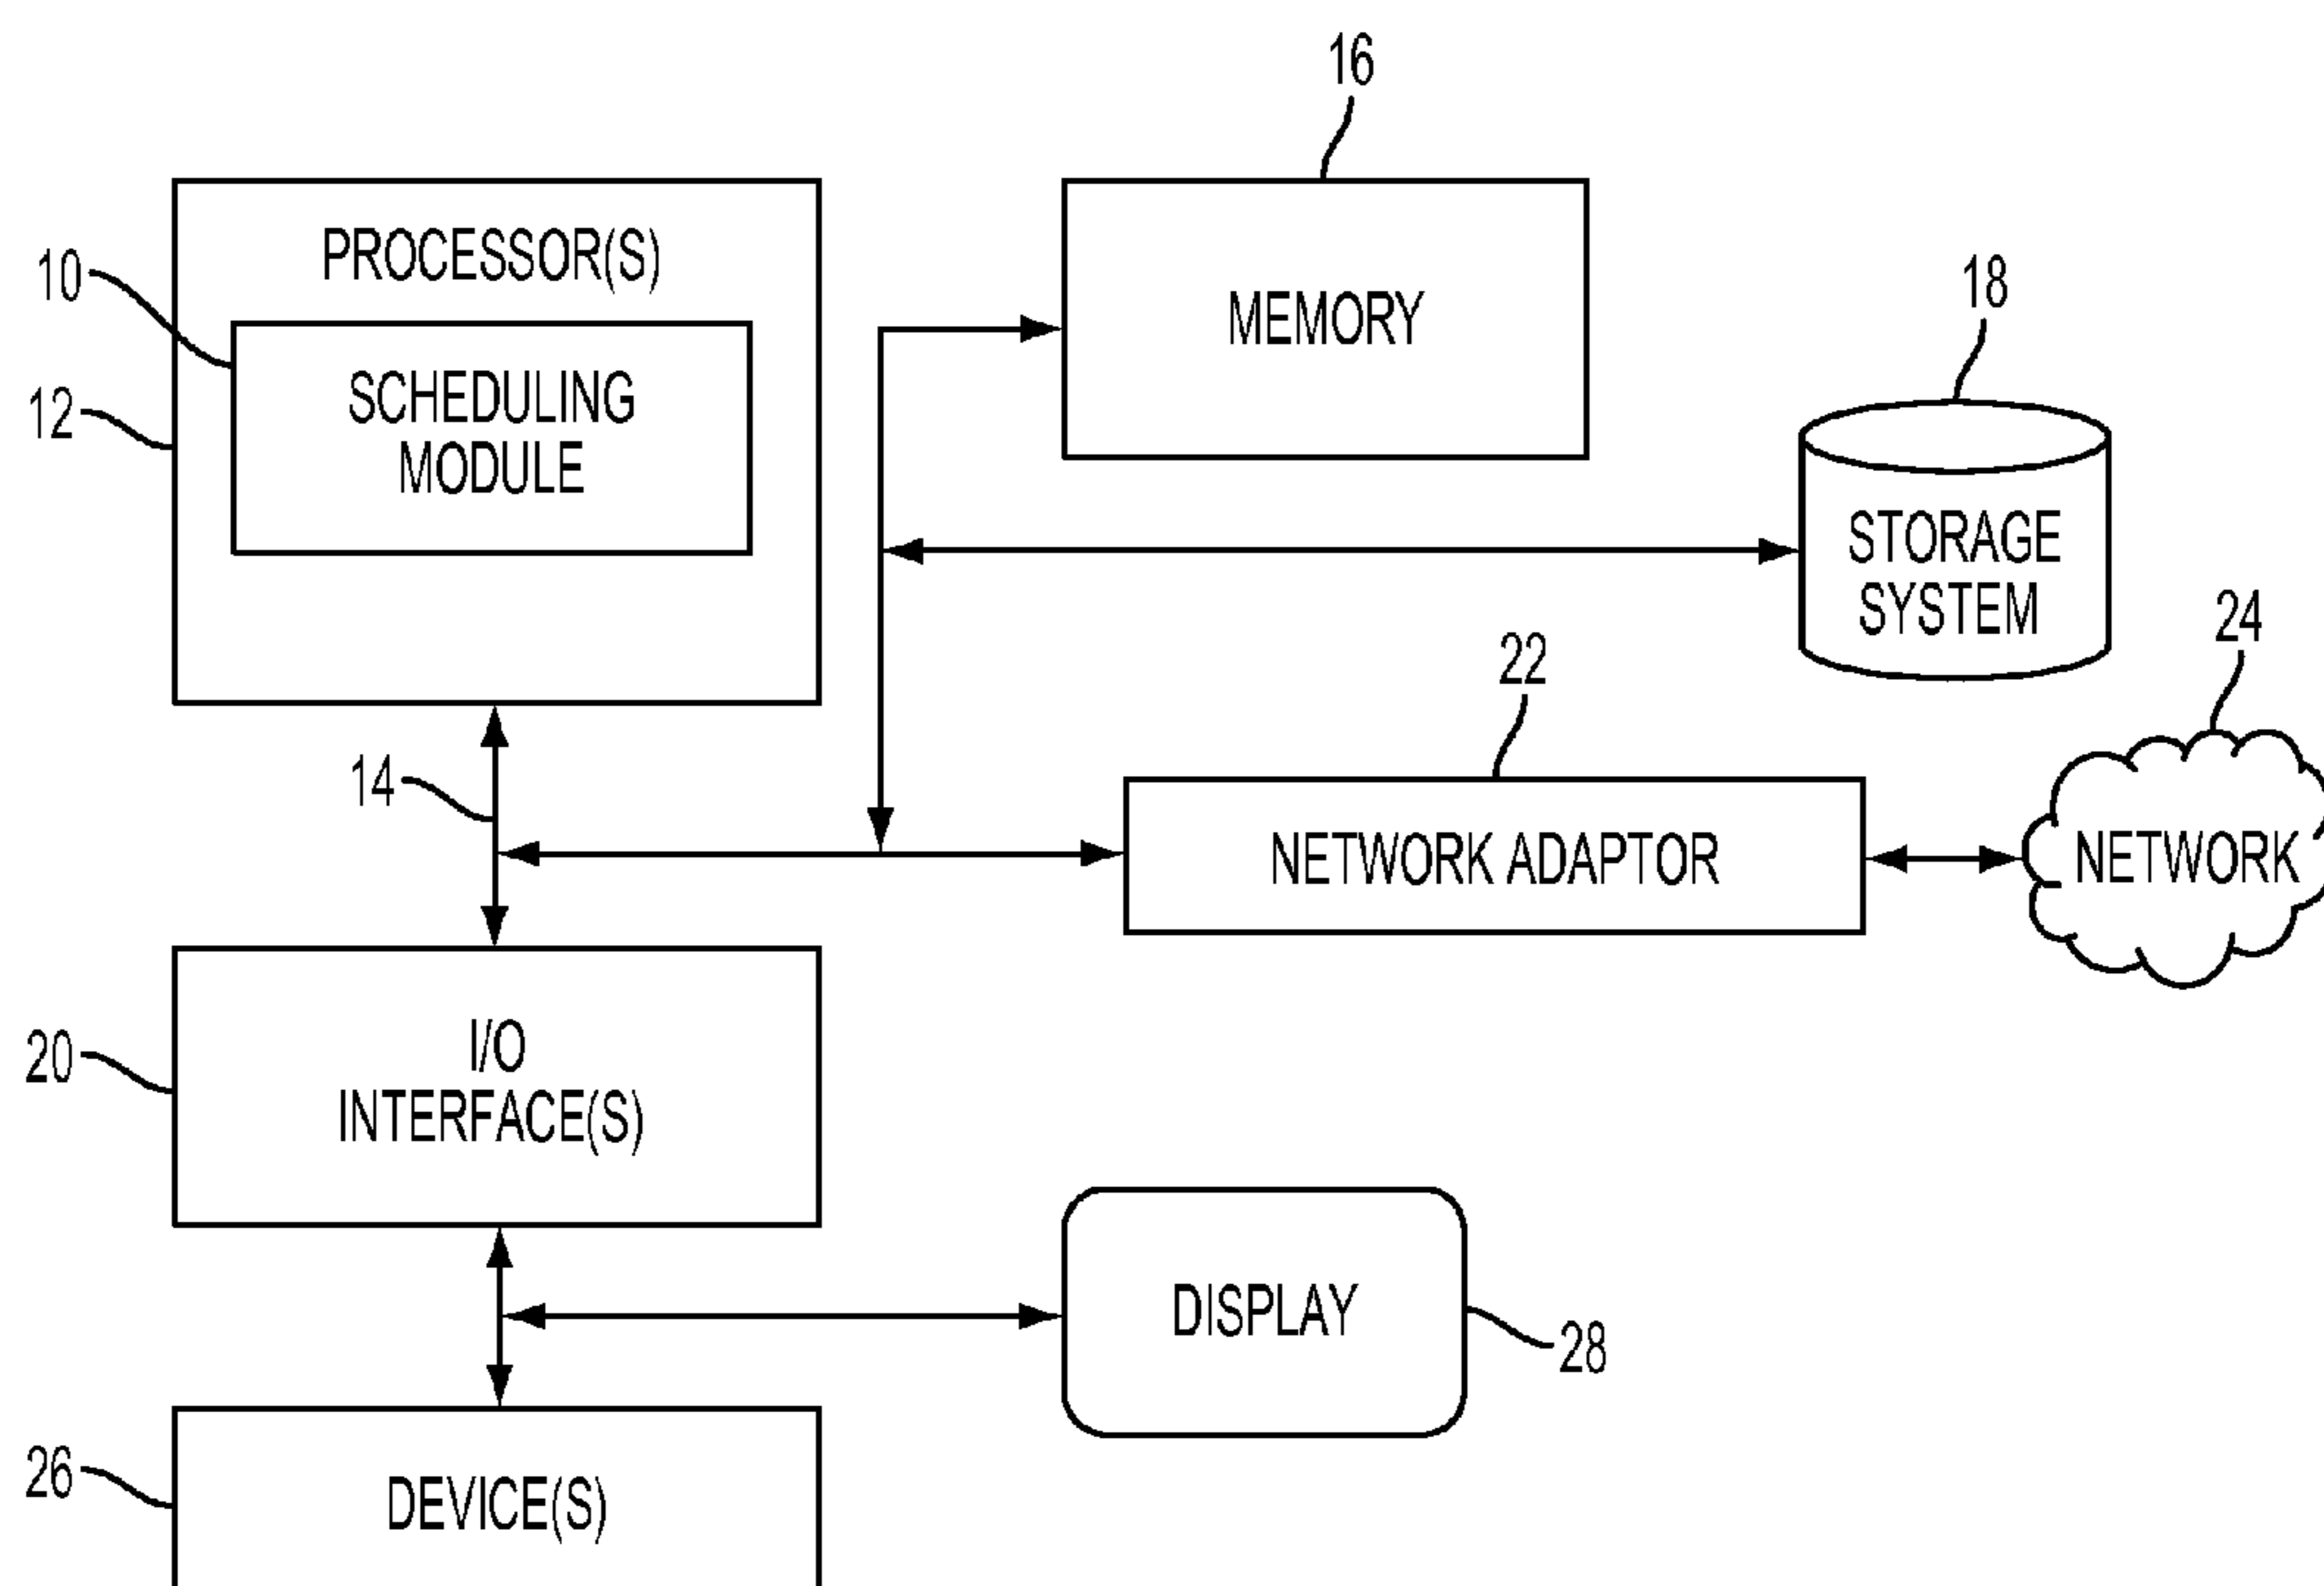 16
PROCESSOR(S)
10
MEMORY
18
SCHEDULING
MODULE
12
STORAGE
SYSTEM
24
22
14
NETWORK ADAPTOR
NETWORK
20
I/O
INTERFACE(S)
DISPLAY
28
26
DEVICE(S)